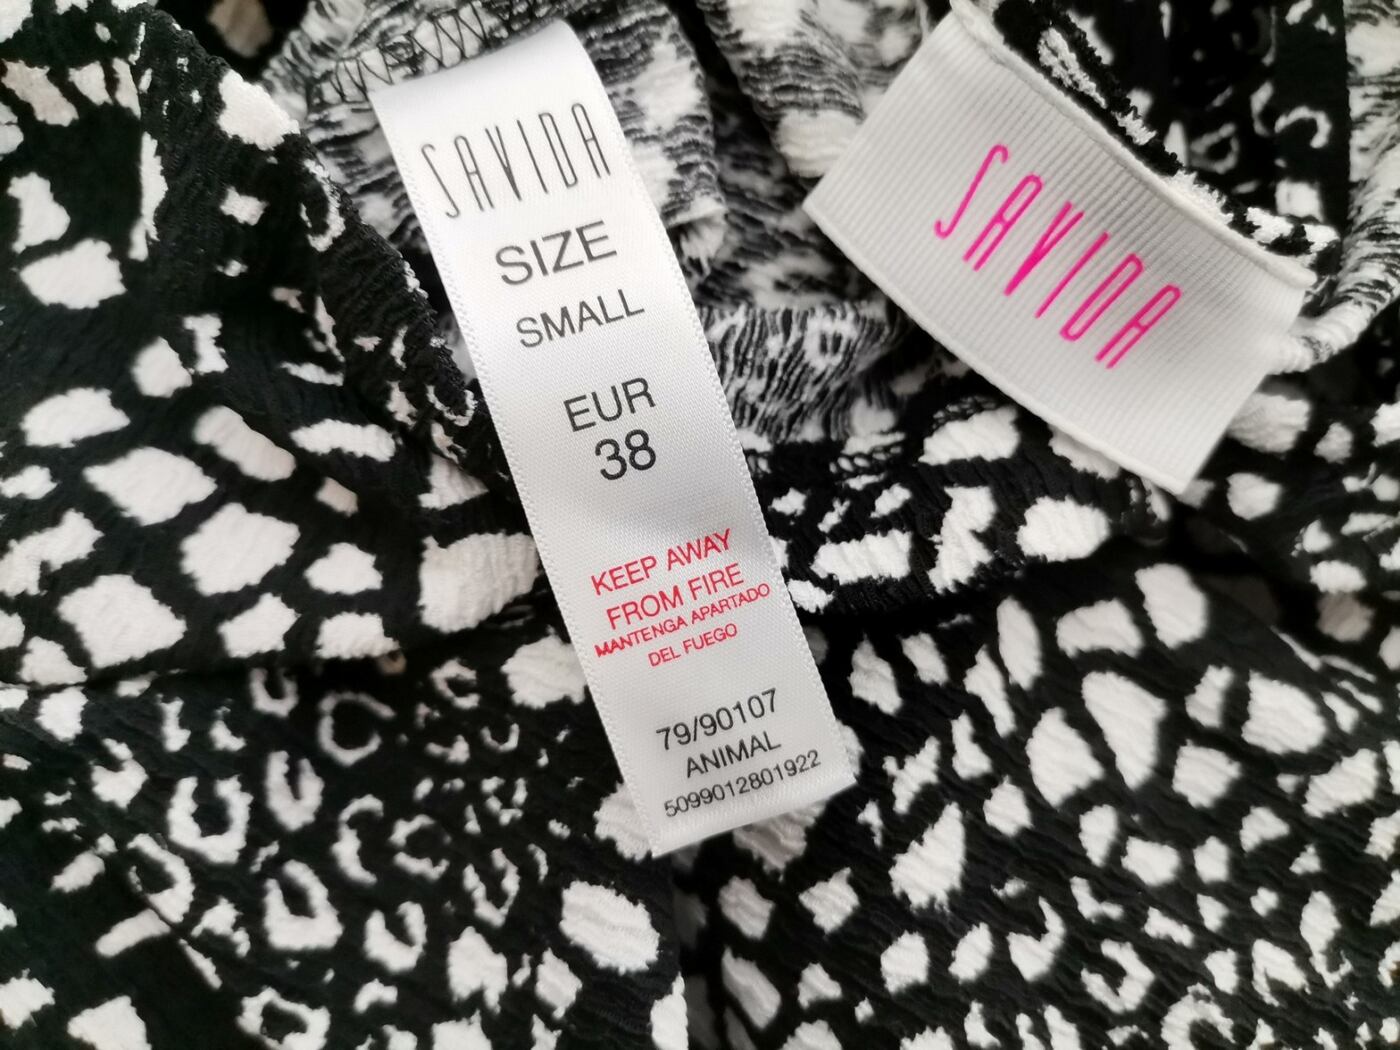 SAVIDA
SIZE
SMALL
EUR
38
KEEP AWAY
FROM FIRE
MANTENGA APARTADO
DEL FUEGO
79/90107
ANIMAL
5099012801922
SAVIDA